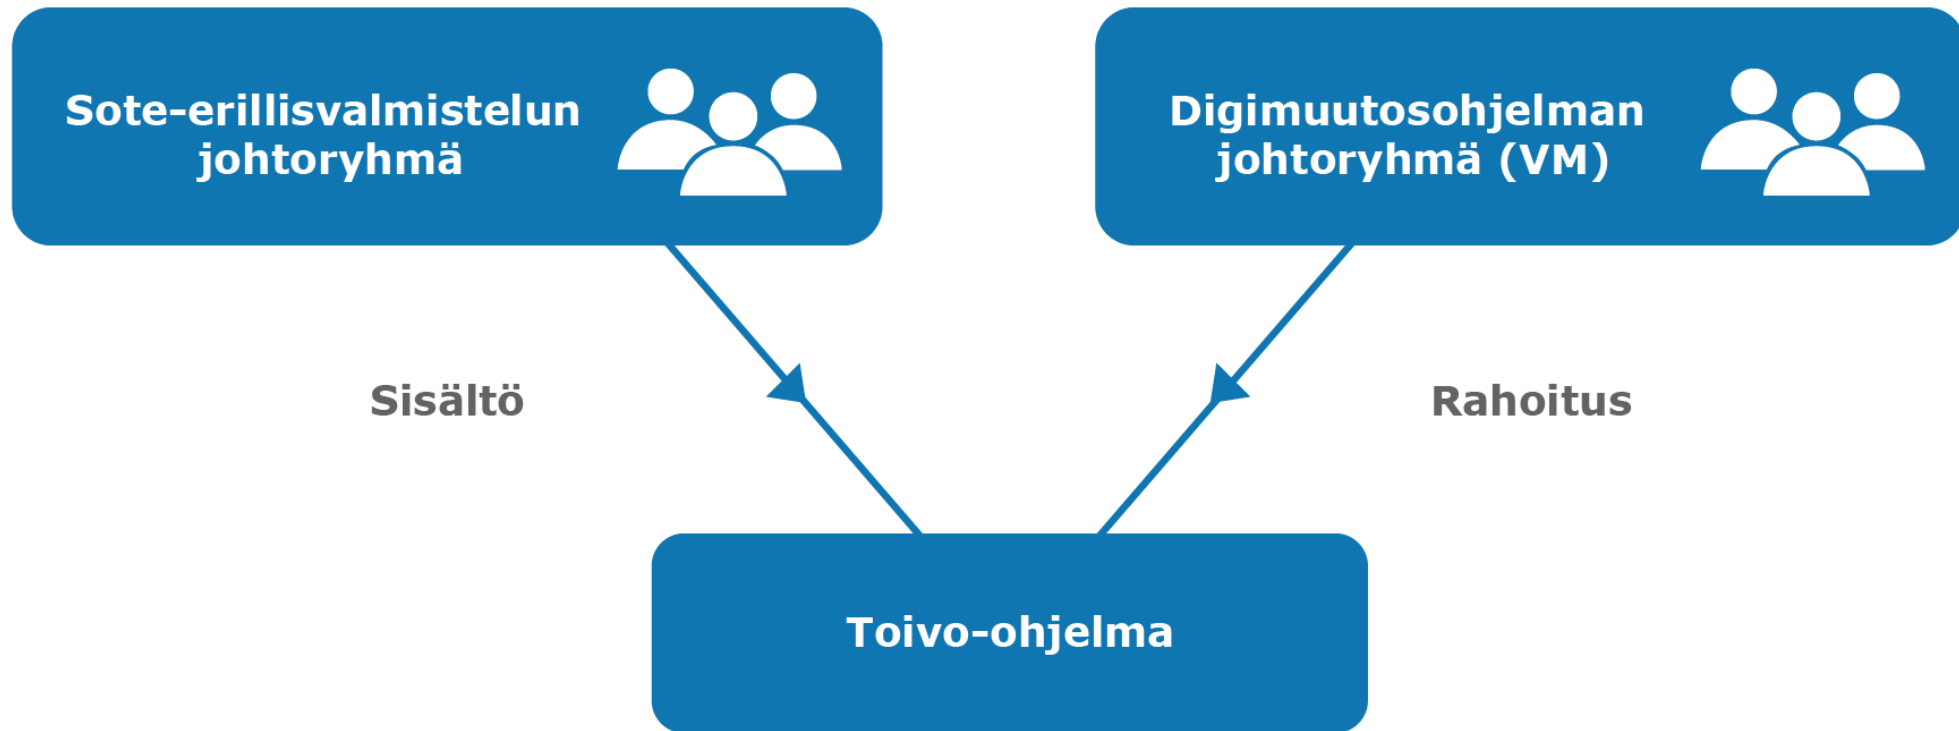 Sote-erillisvalmistelun
johtoryhmä
Digimuutosohjelman
johtoryhmä (VM)
Sisältö
Rahoitus
Toivo-ohjelma